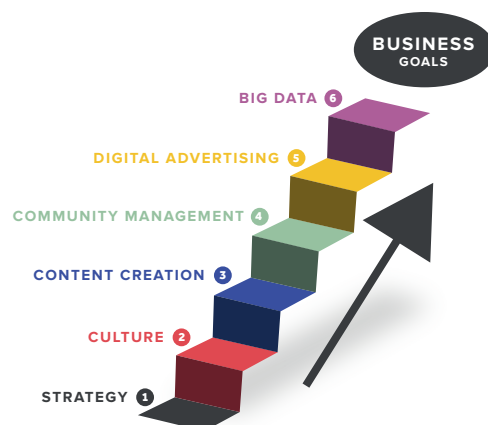 BUSINESS
GOALS
BIG DATA 6
DIGITAL ADVERTISING 5
COMMUNITY MANAGEMENT 4
CONTENT CREATION 3
CULTURE 2
STRATEGY 1